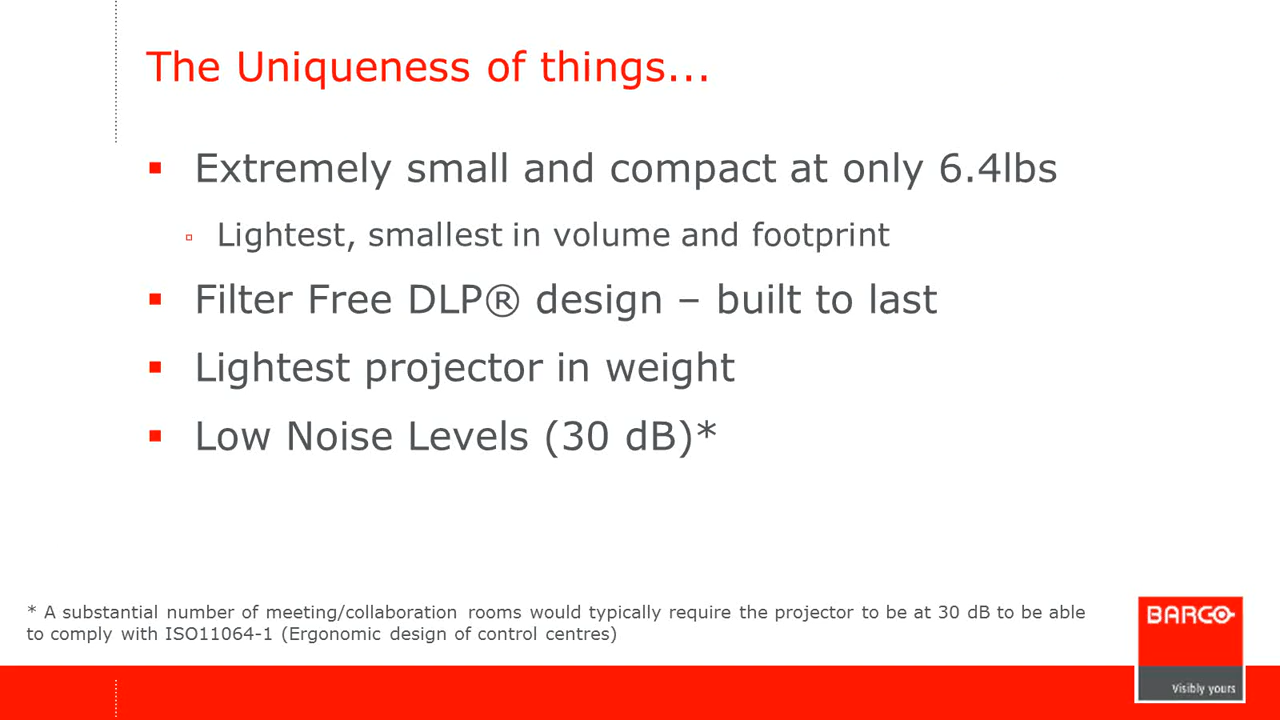 The Uniqueness of things...
Extremely small and compact at only 6.4lbs
Lightest, smallest in volume and footprint
Filter Free DLP® design – built to last
Lightest projector in weight
Low Noise Levels (30 dB)*
* A substantial number of meeting/collaboration rooms would typically require the projector to be at 30 dB to be able
to comply with ISO11064-1 (Ergonomic design of control centres)
BARCO
Visibly yours